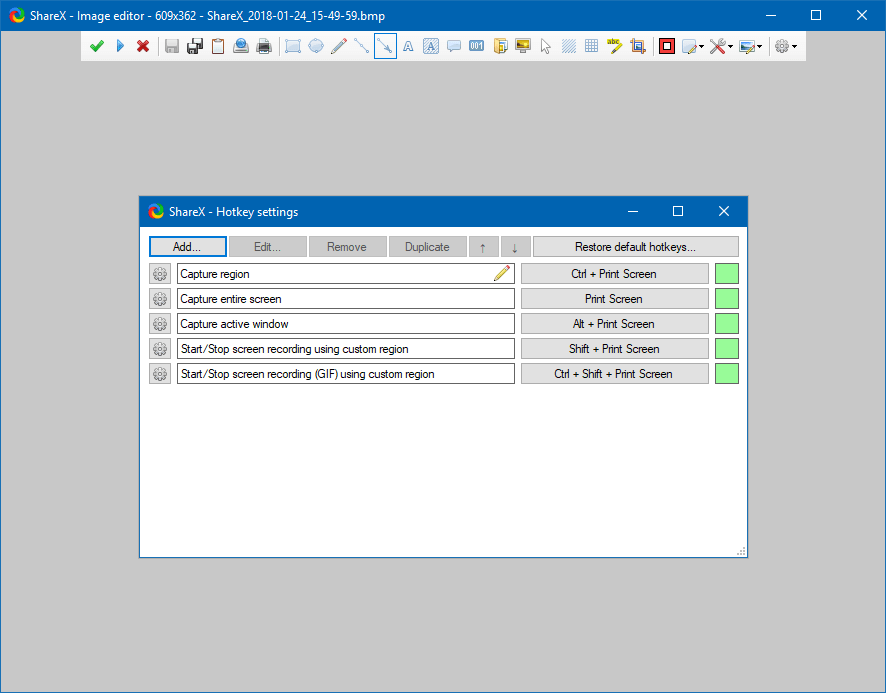 ShareX - Image editor - 609x362 - ShareX_2018-01-24_15-49-59.bmp
A A 001 abc
ShareX - Hotkey settings
Add... Edit... Remove Duplicate ↑ ↓ Restore default hotkeys...
Capture region Ctrl + Print Screen
Capture entire screen Print Screen
Capture active window Alt + Print Screen
Start/Stop screen recording using custom region Shift + Print Screen
Start/Stop screen recording (GIF) using custom region Ctrl + Shift + Print Screen